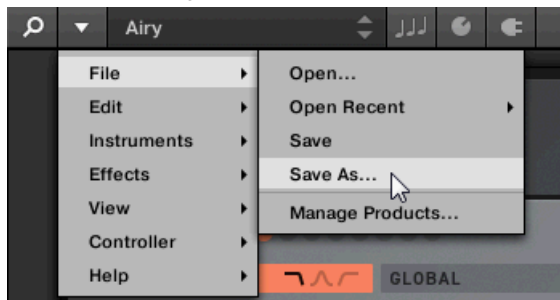 Airy
File
Edit
Instruments
Effects
View
Controller
Help
Open...
Open Recent
Save
Save As...
Manage Products...
GLOBAL